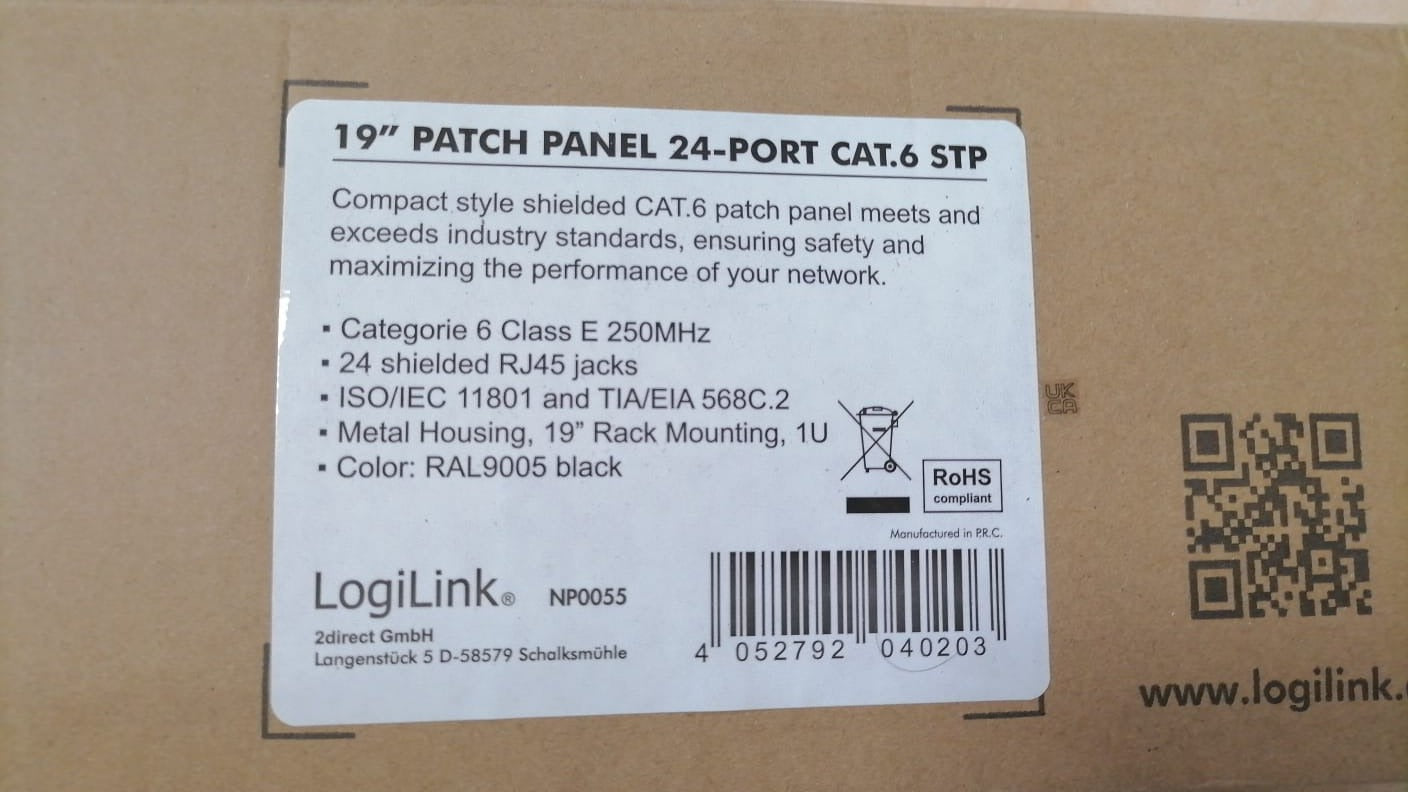 19” PATCH PANEL 24-PORT CAT.6 STP
Compact style shielded CAT.6 patch panel meets and
exceeds industry standards, ensuring safety and
maximizing the performance of your network.
▪ Categorie 6 Class E 250MHz
▪ 24 shielded RJ45 jacks
▪ ISO/IEC 11801 and TIA/EIA 568C.2
▪ Metal Housing, 19” Rack Mounting, 1U
▪ Color: RAL9005 black
RoHS
compliant
Manufactured in P.R.C.
LogiLink® NP0055
2direct GmbH
Langenstück 5 D-58579 Schalksmühle
4 052792 040203
UK
CA
www.logilink.